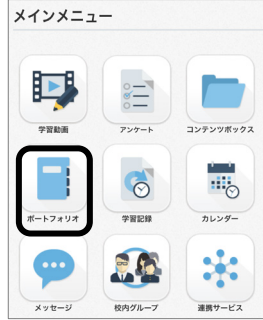 メインメニュー
学習動画 アンケート コンテンツボックス
ポートフォリオ 学習記録 カレンダー
メッセージ 校内グループ 連携サービス